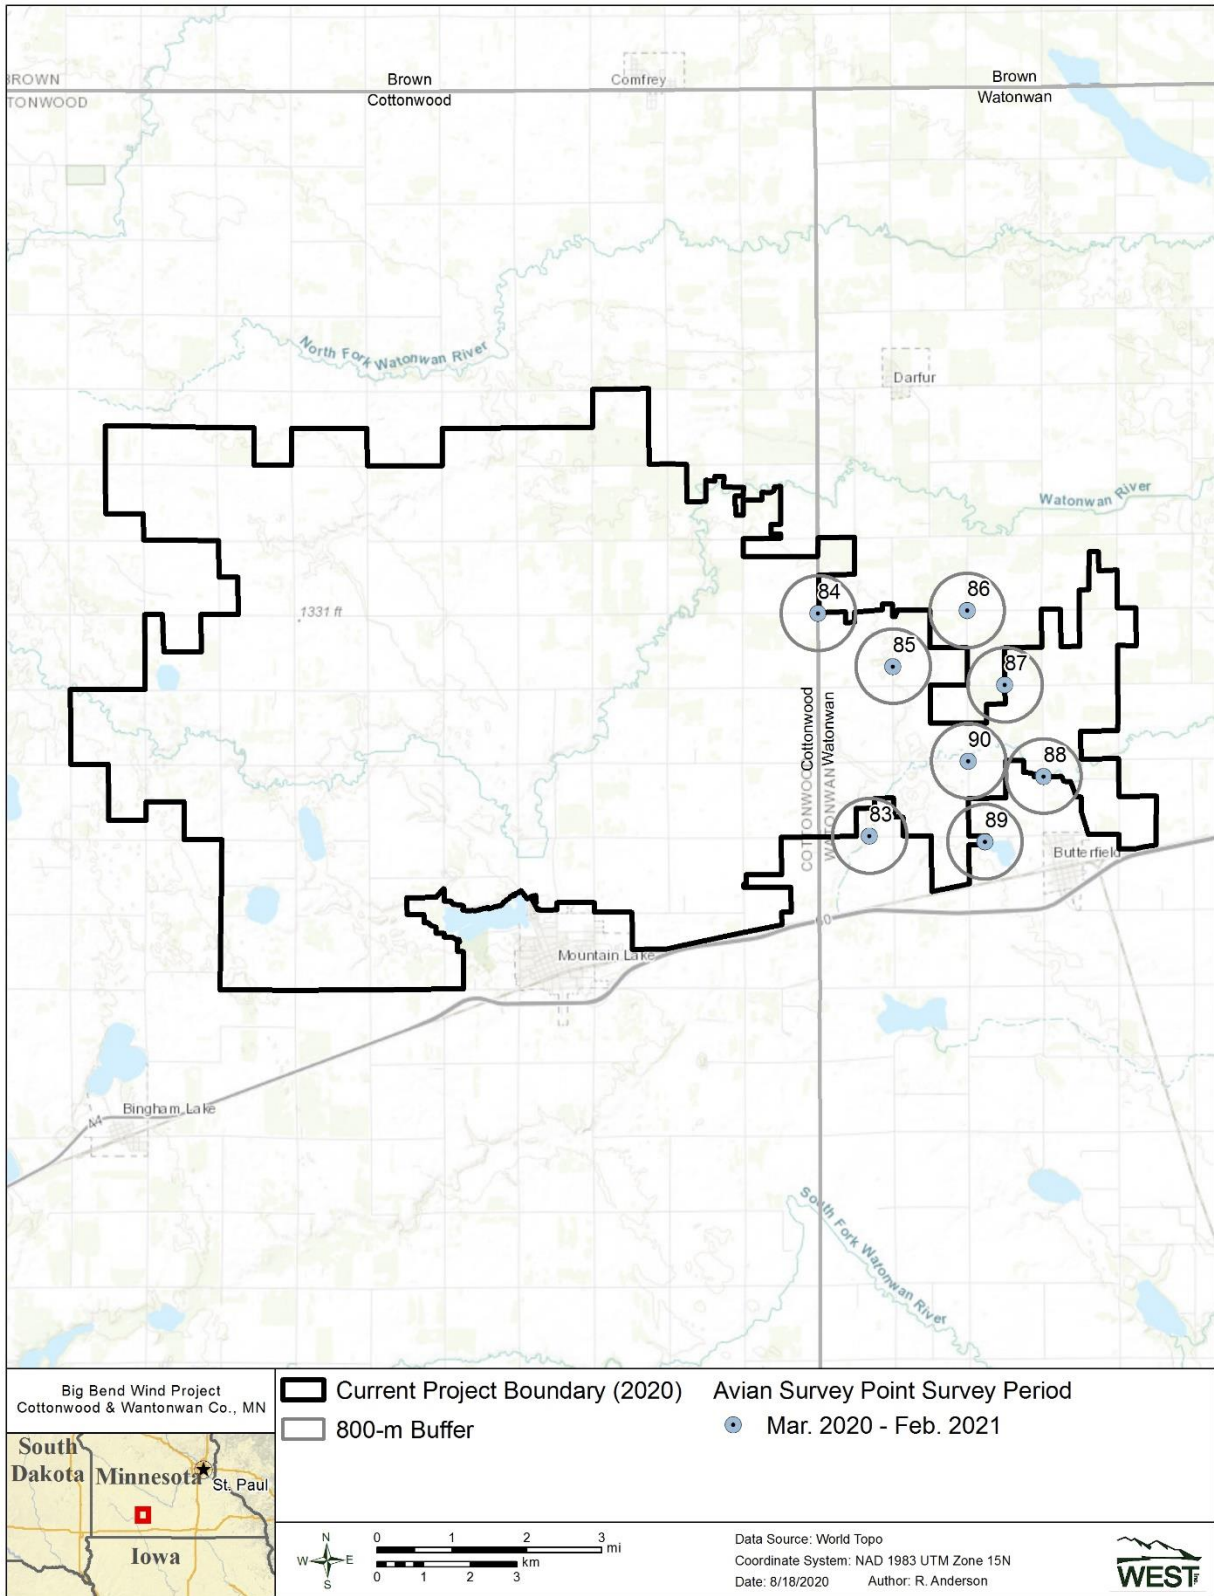 BROWN
TONWOOD
Brown
Cottonwood
Comfrey
Brown
Watonwan
North Fork Watonwan River
Darfur
Watonwan River
1331 ft
84
86
85
87
Cottonwood
Watonwan
COTTONWOOD
WATONWAN
90
88
83
89
Butterfield
60
Mountain Lake
Bingham Lake
South Fork Watonwan River
Big Bend Wind Project
Cottonwood & Wantonwan Co., MN
Current Project Boundary (2020)
800-m Buffer
Avian Survey Point Survey Period
Mar. 2020 - Feb. 2021
South
Dakota
Minnesota
St. Paul
Iowa
N
W E
S
0 1 2 3
mi
km
0 1 2 3
Data Source: World Topo
Coordinate System: NAD 1983 UTM Zone 15N
Date: 8/18/2020 Author: R. Anderson
WEST Inc.